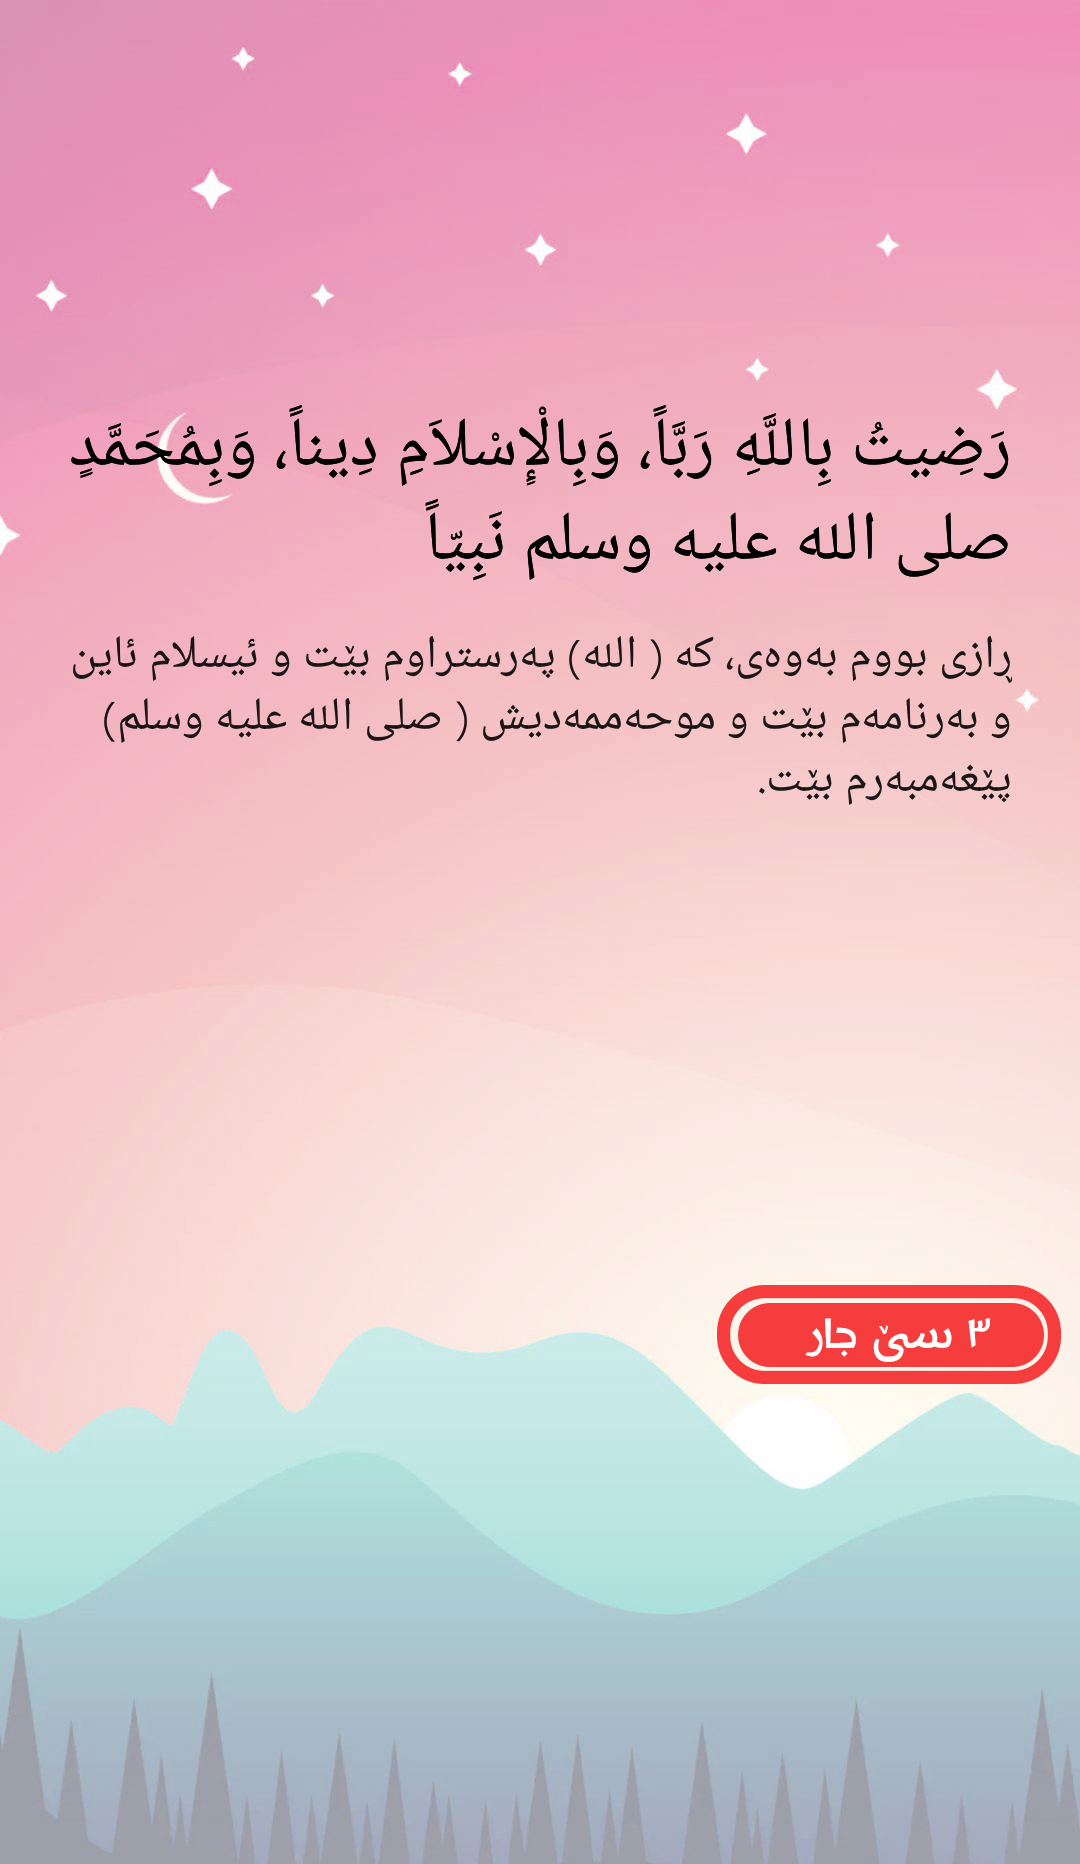 رَضِيتُ بِاللَّهِ رَبَّاً، وَبِالْإِسْلاَمِ دِيناً، وَبِمُحَمَّدٍ
صلى الله عليه وسلم نَبِيّاً
ڕازی بووم بەوەی، کە ( الله) پەرستراوم بێت و ئیسلام ئاین
و بەرنامەم بێت و موحەممەدیش ( صلى الله عليه وسلم)
پێغەمبەرم بێت.
٣ سێ جار